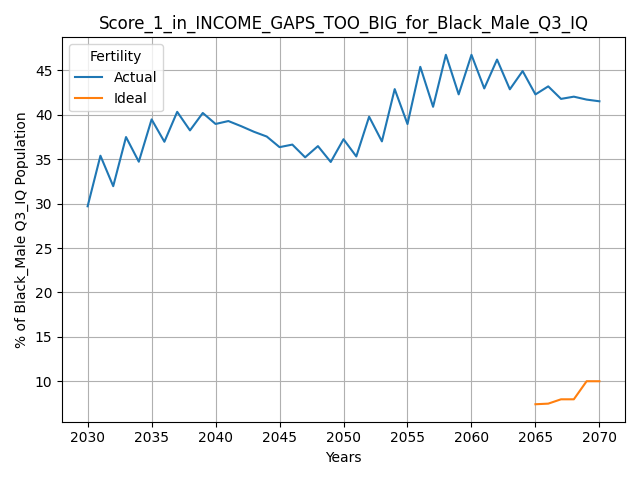 Score_1_in_INCOME_GAPS_TOO_BIG_for_Black_Male_Q3_IQ
Fertility
Actual
Ideal
% of Black_Male Q3_IQ Population
45
40
35
30
25
20
15
10
2030 2035 2040 2045 2050 2055 2060 2065 2070
Years